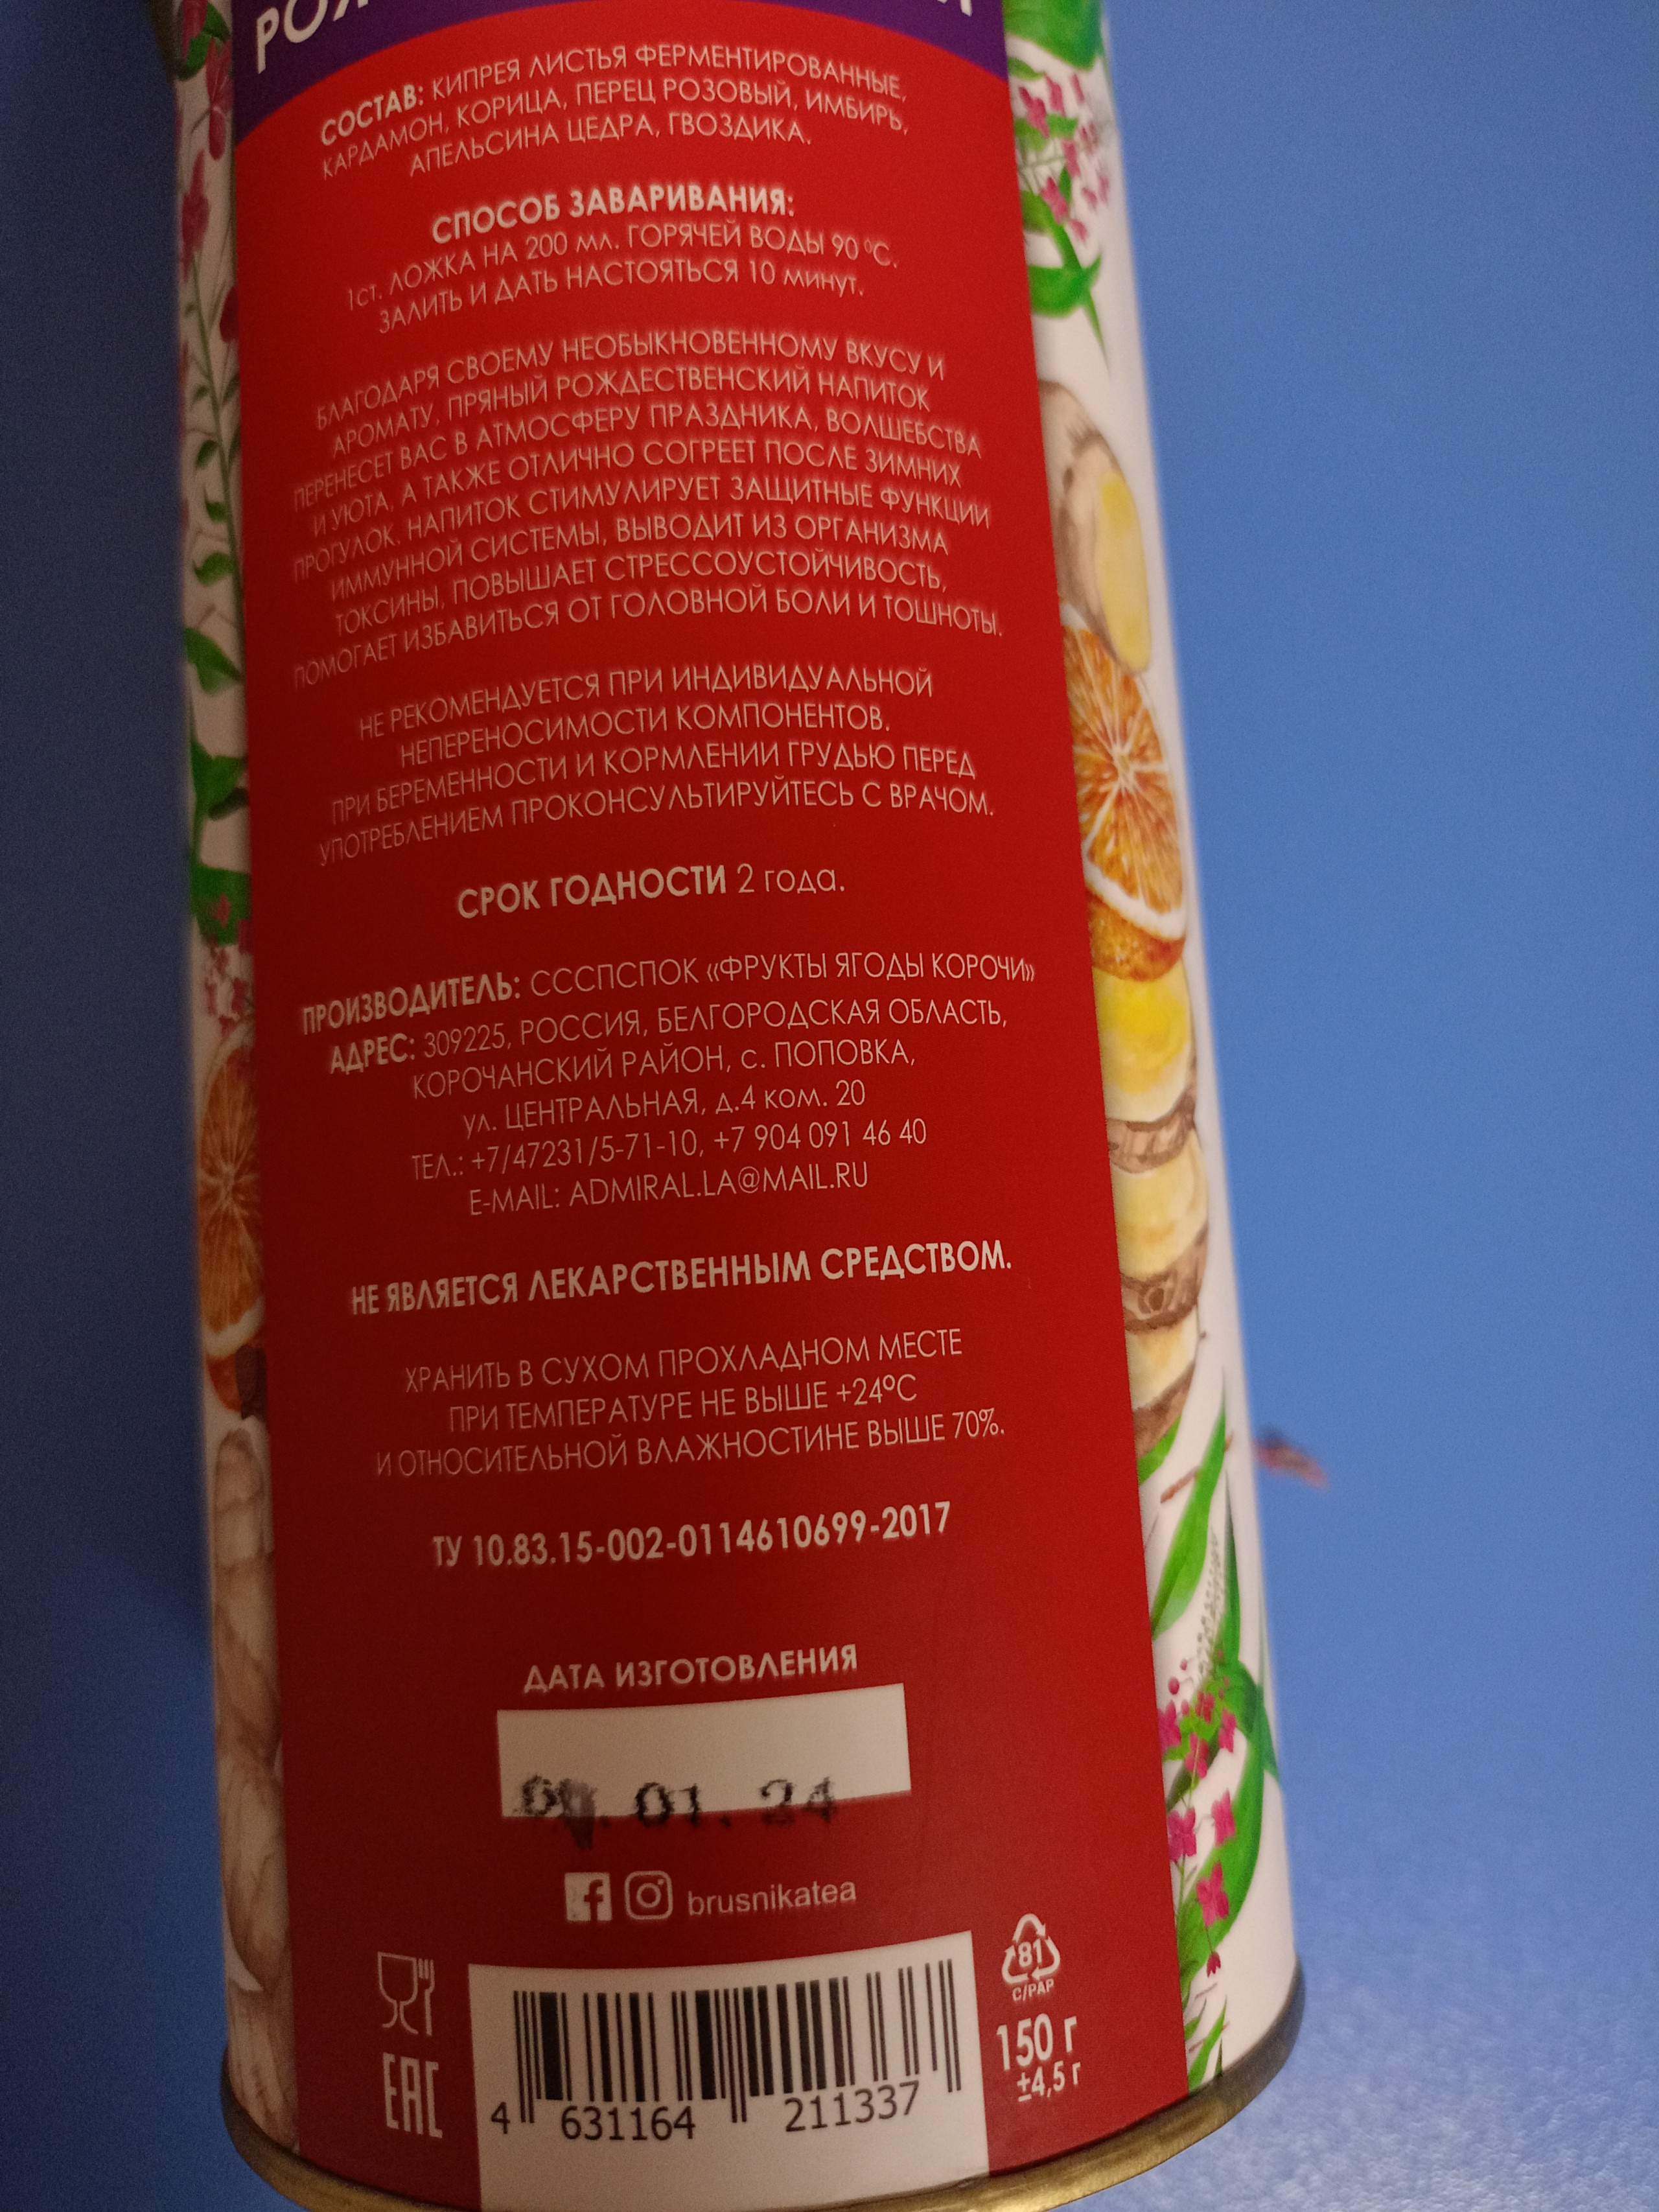 СОСТАВ: КИПРЕЯ ЛИСТЬЯ ФЕРМЕНТИРОВАННЫЕ,
КАРДАМОН, КОРИЦА, ПЕРЕЦ РОЗОВЫЙ, ИМБИРЬ,
АПЕЛЬСИНА ЦЕДРА, ГВОЗДИКА.
СПОСОБ ЗАВАРИВАНИЯ:
1ст. ЛОЖКА НА 200 мл. ГОРЯЧЕЙ ВОДЫ 90 °С.
ЗАЛИТЬ И ДАТЬ НАСТОЯТЬСЯ 10 минут.
БЛАГОДАРЯ СВОЕМУ НЕОБЫКНОВЕННОМУ ВКУСУ И
АРОМАТУ, ПРЯНЫЙ РОЖДЕСТВЕНСКИЙ НАПИТОК
ПЕРЕНЕСЕТ ВАС В АТМОСФЕРУ ПРАЗДНИКА, ВОЛШЕБСТВА
И УЮТА, А ТАКЖЕ ОТЛИЧНО СОГРЕЕТ ПОСЛЕ ЗИМНИХ
ПРОГУЛОК. НАПИТОК СТИМУЛИРУЕТ ЗАЩИТНЫЕ ФУНКЦИИ
ИММУННОЙ СИСТЕМЫ, ВЫВОДИТ ИЗ ОРГАНИЗМА
ТОКСИНЫ, ПОВЫШАЕТ СТРЕССОУСТОЙЧИВОСТЬ,
ПОМОГАЕТ ИЗБАВИТЬСЯ ОТ ГОЛОВНОЙ БОЛИ И ТОШНОТЫ.
НЕ РЕКОМЕНДУЕТСЯ ПРИ ИНДИВИДУАЛЬНОЙ
НЕПЕРЕНОСИМОСТИ КОМПОНЕНТОВ.
ПРИ БЕРЕМЕННОСТИ И КОРМЛЕНИИ ГРУДЬЮ ПЕРЕД
УПОТРЕБЛЕНИЕМ ПРОКОНСУЛЬТИРУЙТЕСЬ С ВРАЧОМ.
СРОК ГОДНОСТИ 2 года.
ПРОИЗВОДИТЕЛЬ: СССПСПОК «ФРУКТЫ ЯГОДЫ КОРОЧИ»
АДРЕС: 309225, РОССИЯ, БЕЛГОРОДСКАЯ ОБЛАСТЬ,
КОРОЧАНСКИЙ РАЙОН, с. ПОПОВКА,
ул. ЦЕНТРАЛЬНАЯ, д.4 ком. 20
ТЕЛ.: +7/47231/5-71-10, +7 904 091 46 40
E-MAIL: ADMIRAL.LA@MAIL.RU
НЕ ЯВЛЯЕТСЯ ЛЕКАРСТВЕННЫМ СРЕДСТВОМ.
ХРАНИТЬ В СУХОМ ПРОХЛАДНОМ МЕСТЕ
ПРИ ТЕМПЕРАТУРЕ НЕ ВЫШЕ +24°С
И ОТНОСИТЕЛЬНОЙ ВЛАЖНОСТИНЕ ВЫШЕ 70%.
ТУ 10.83.15-002-0114610699-2017
ДАТА ИЗГОТОВЛЕНИЯ
01. 24
brusnikatea
81
C/PAP
150 г
±4,5 г
EAC
4 631164 211337